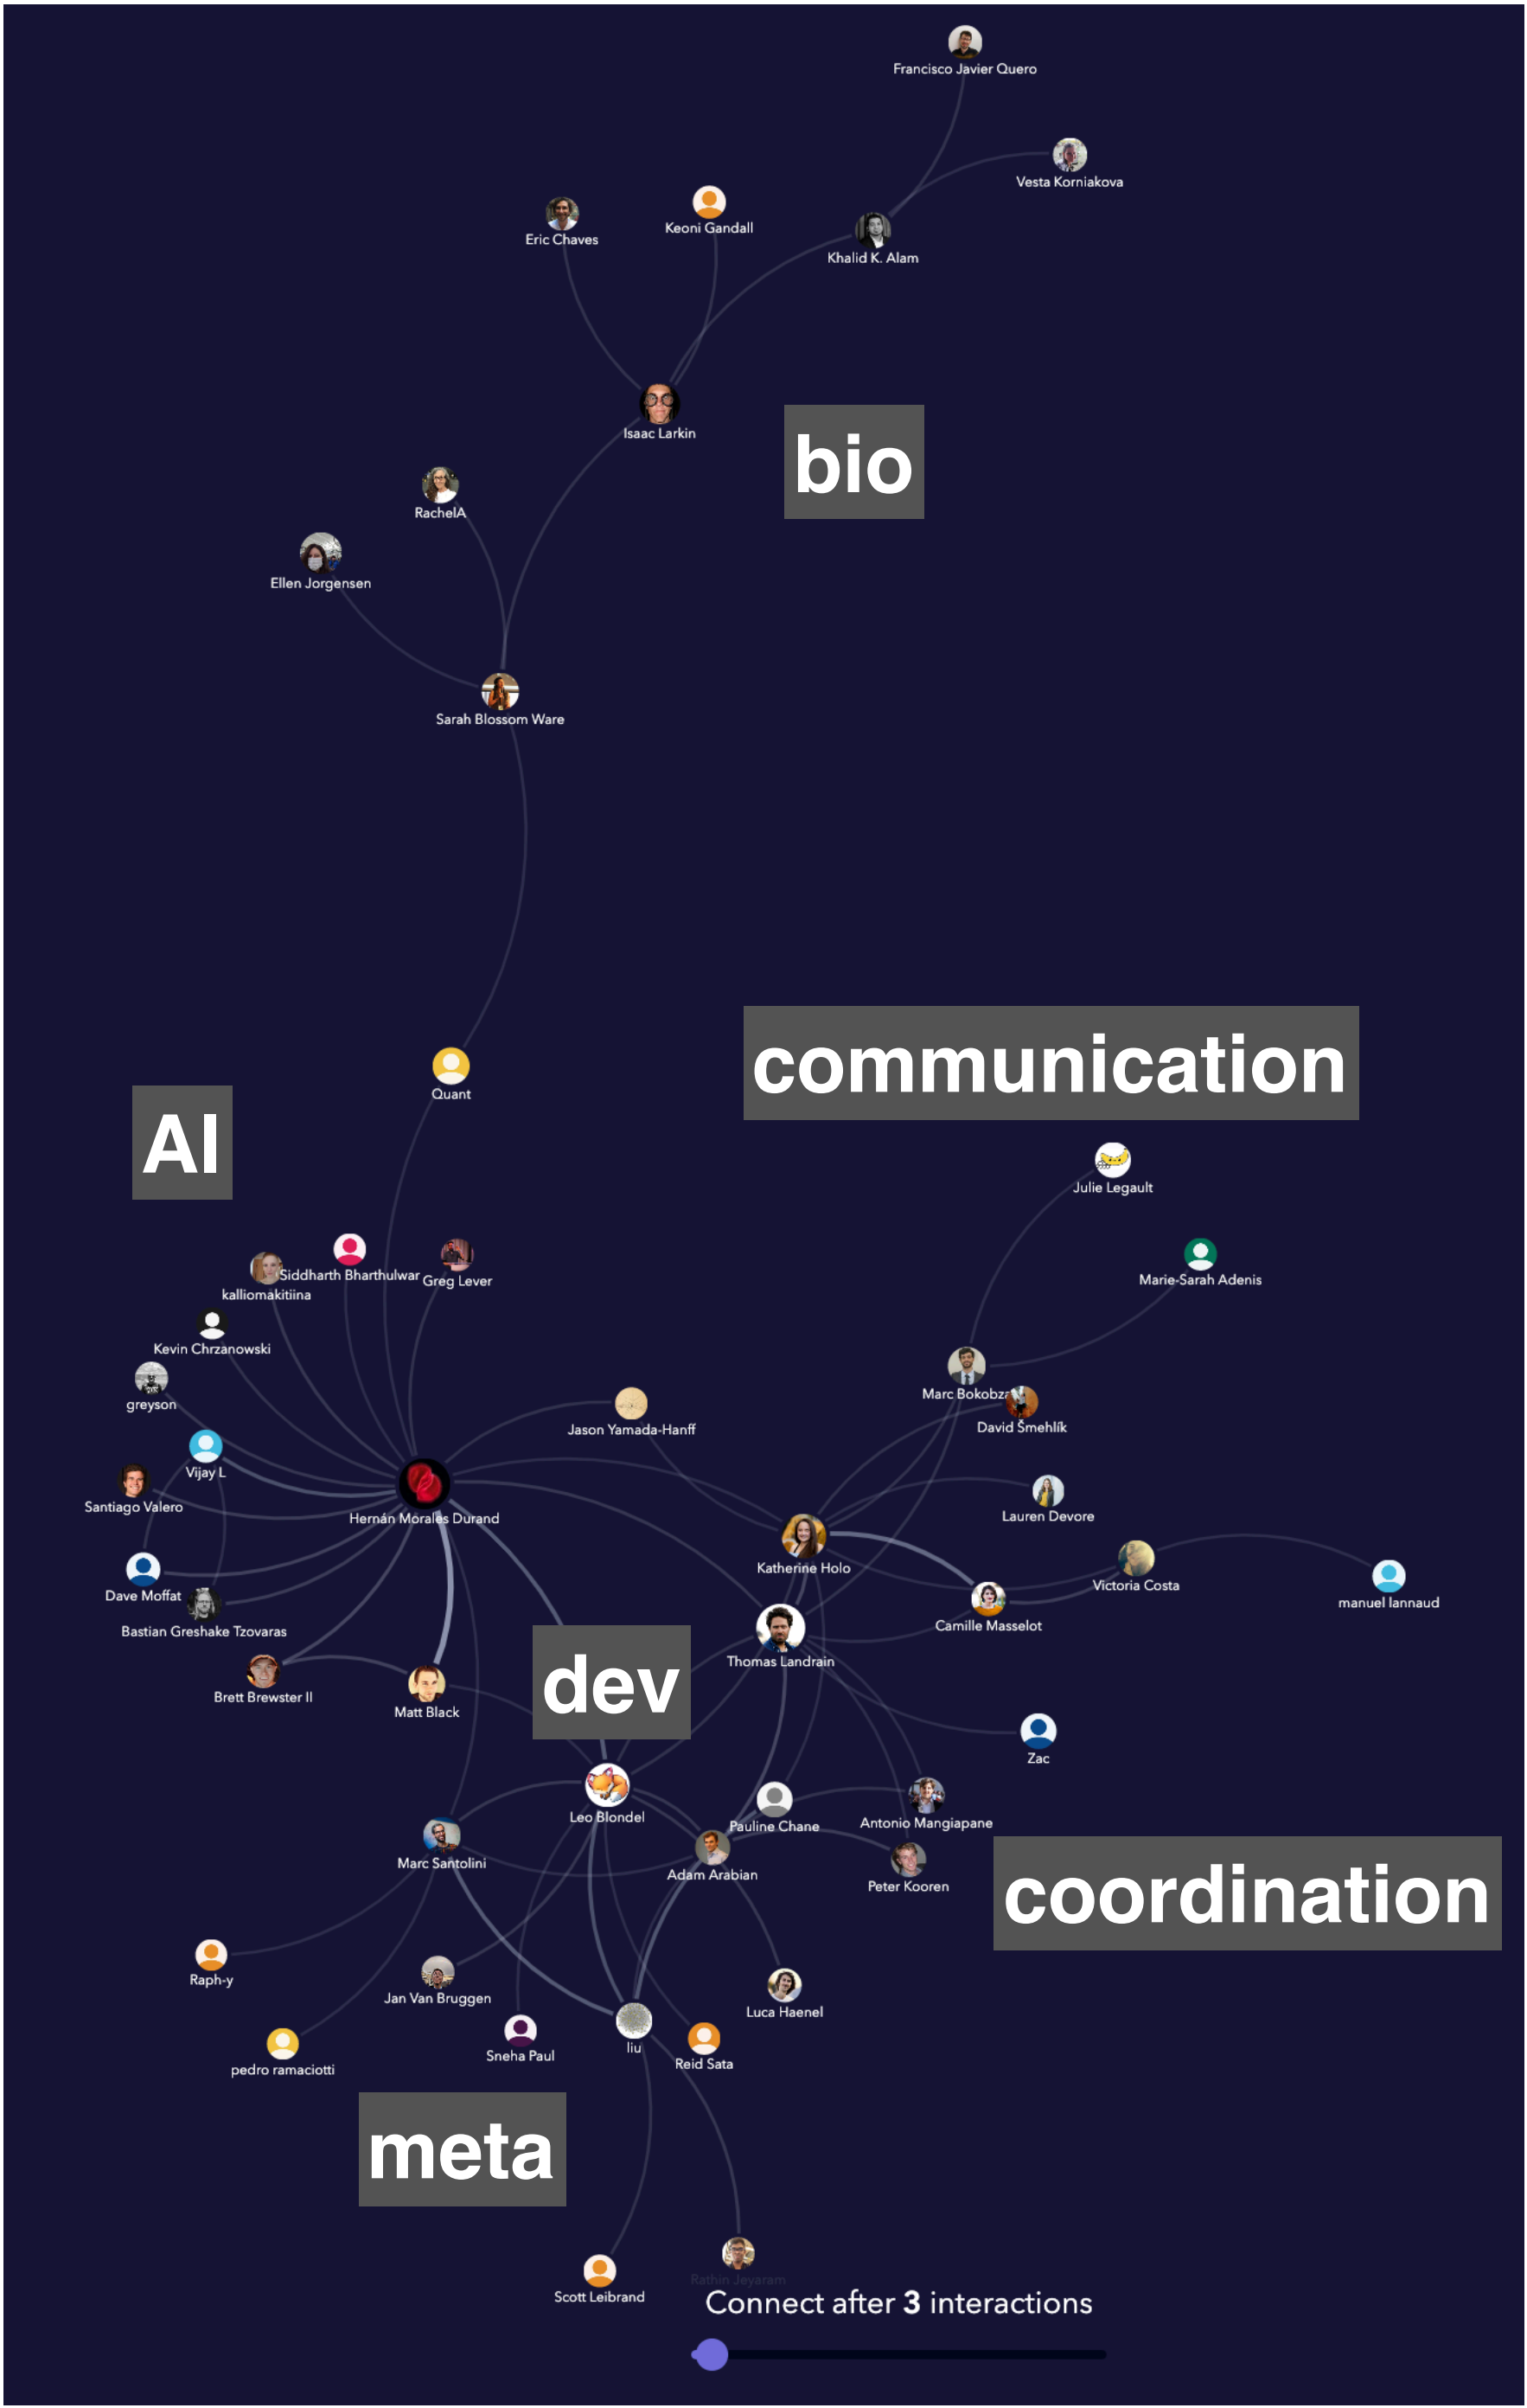 Francisco Javier Quero
Vesta Korniakova
Keoni Gandall
Eric Chaves
Khalid K. Alam
Isaac Larkin
bio
RachelA
Ellen Jorgensen
Sarah Blossom Ware
communication
Quant
AI
Julie Legault
Siddharth Bharthulwar
Greg Lever
Marie-Sarah Adenis
kalliomakitiina
Kevin Chrzanowski
Marc Bokobza
greyson
David Šmehlík
Jason Yamada-Hanff
Vijay L
Santiago Valero
Hernán Morales Durand
Lauren Devore
Katherine Holo
Victoria Costa
Dave Moffat
manuel lannaud
Camille Masselot
Bastian Greshake Tzovaras
Thomas Landrain
dev
Brett Brewster II
Matt Black
Zac
Leo Blondel
Antonio Mangiapane
Pauline Chane
Marc Santolini
Adam Arabian
Peter Kooren
coordination
Raph-y
Jan Van Bruggen
Luca Haenel
liu
Sneha Paul
Reid Sata
pedro ramaciotti
meta
Rathin Jeyaram
Scott Leibrand
Connect after 3 interactions